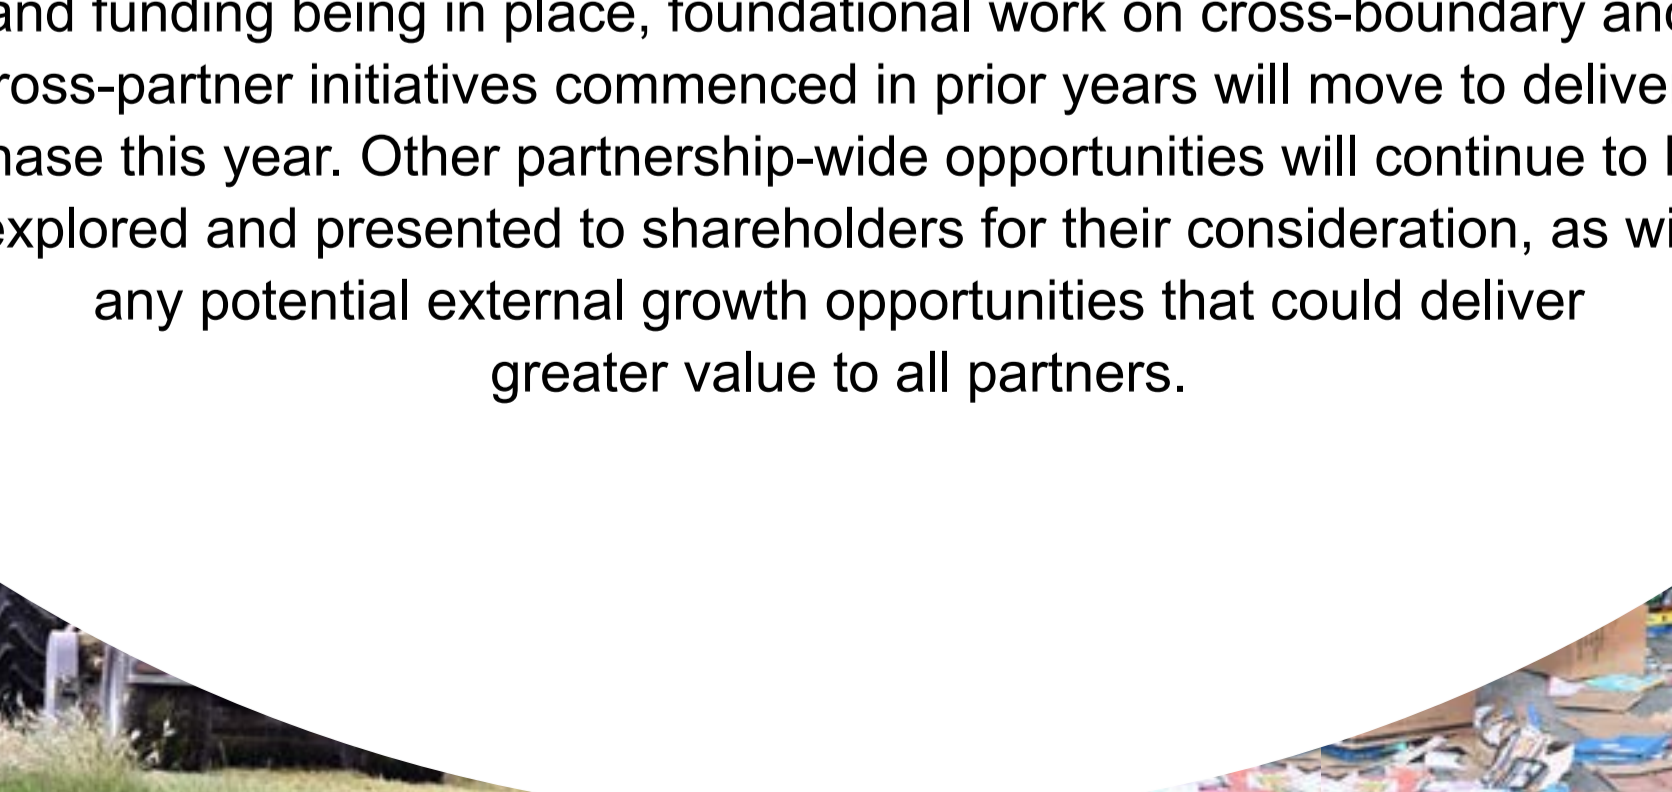 and funding being in place, foundational work on cross-boundary and
ross-partner initiatives commenced in prior years will move to delive
hase this year. Other partnership-wide opportunities will continue to
explored and presented to shareholders for their consideration, as wi
any potential external growth opportunities that could deliver
greater value to all partners.